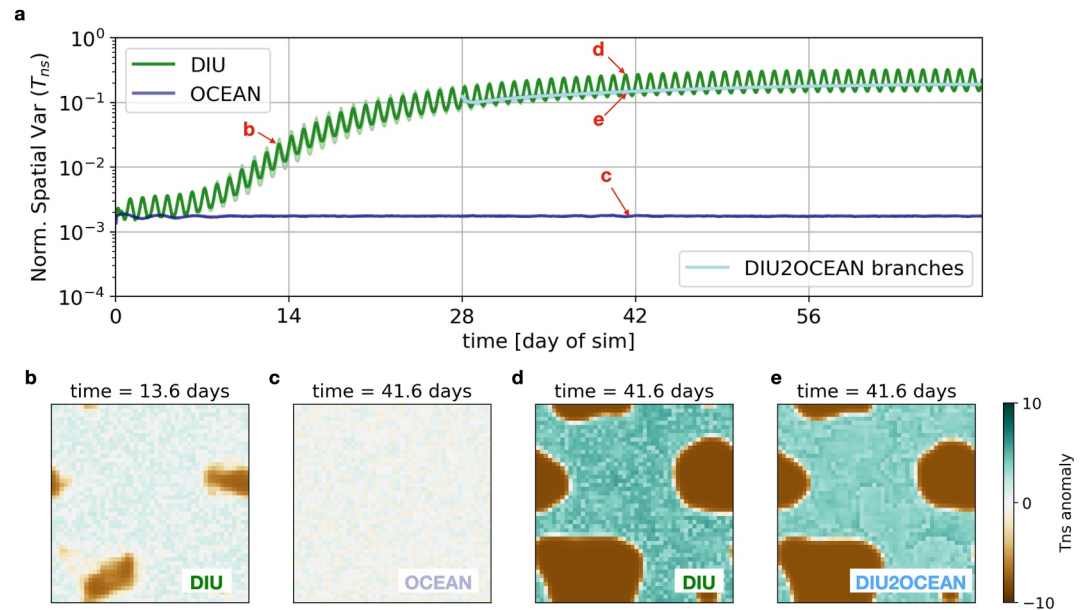 a
10⁰
10⁻¹
10⁻²
10⁻³
10⁻⁴
Norm. Spatial Var (Tns)
DIU
OCEAN
b
d
e
c
DIU2OCEAN branches
0 14 28 42 56
time [day of sim]
b time = 13.6 days
c time = 41.6 days
d time = 41.6 days
e time = 41.6 days
DIU
OCEAN
DIU
DIU2OCEAN
10
0
−10
Tns anomaly